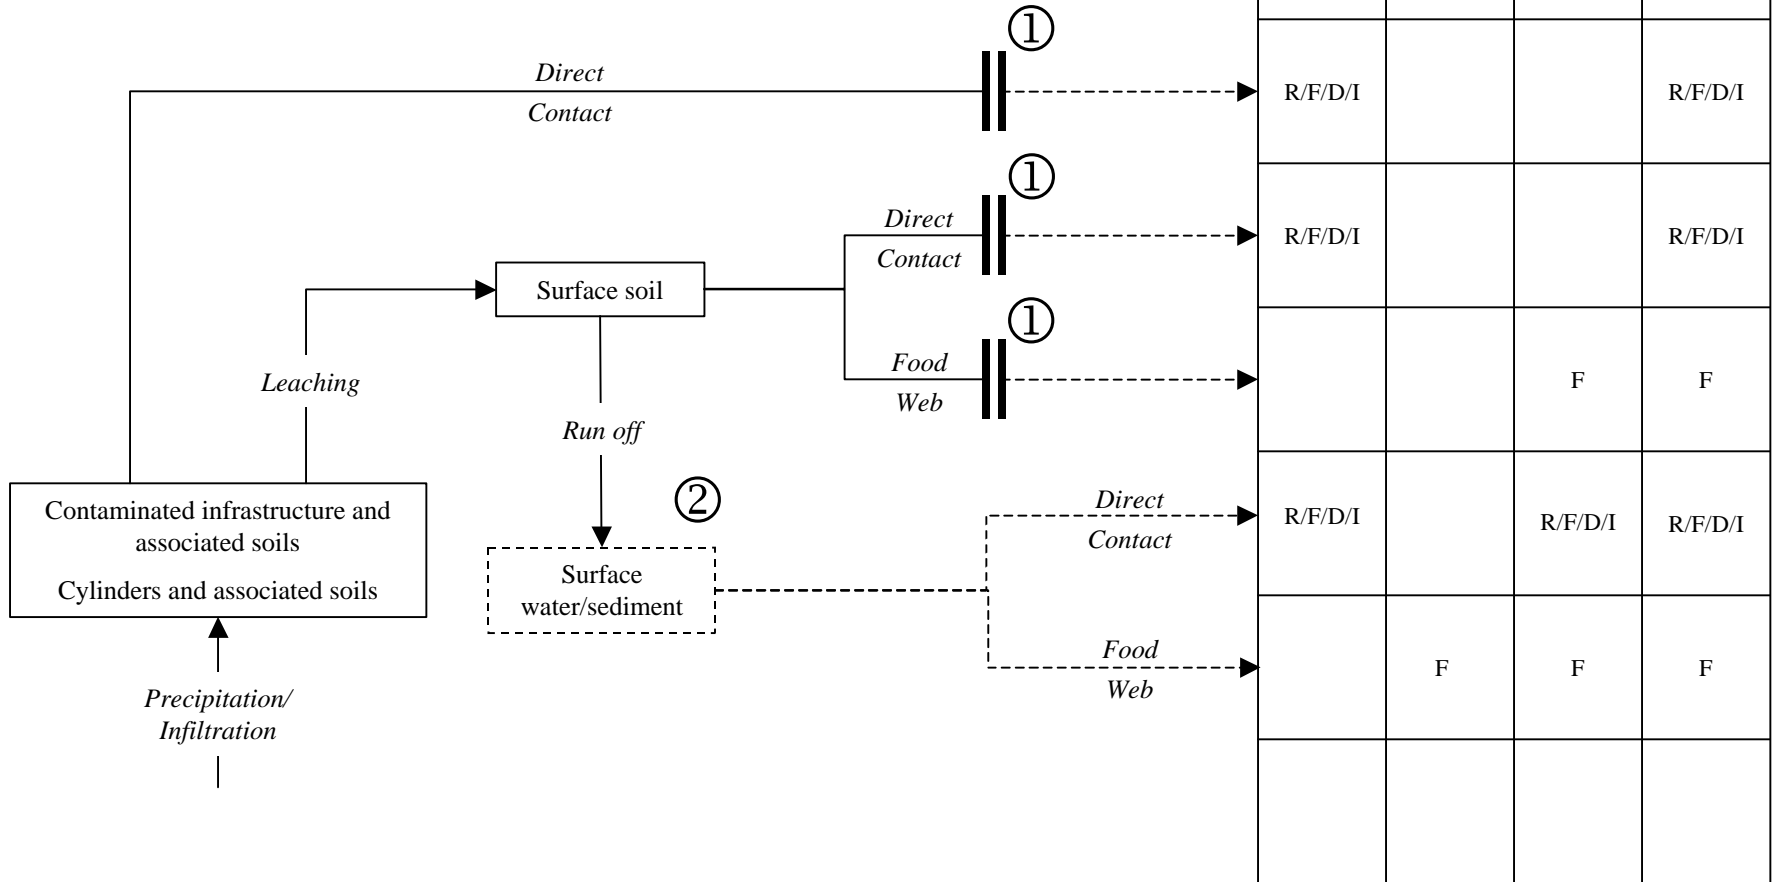 ①
Direct
Contact
R/F/D/I
R/F/D/I
①
Direct
Contact
R/F/D/I
R/F/D/I
Surface soil
①
Food
Web
F
F
Leaching
Run off
②
Contaminated infrastructure and
associated soils
Cylinders and associated soils
Surface
water/sediment
Direct
Contact
R/F/D/I
R/F/D/I
R/F/D/I
Food
Web
F
F
F
Precipitation/
Infiltration